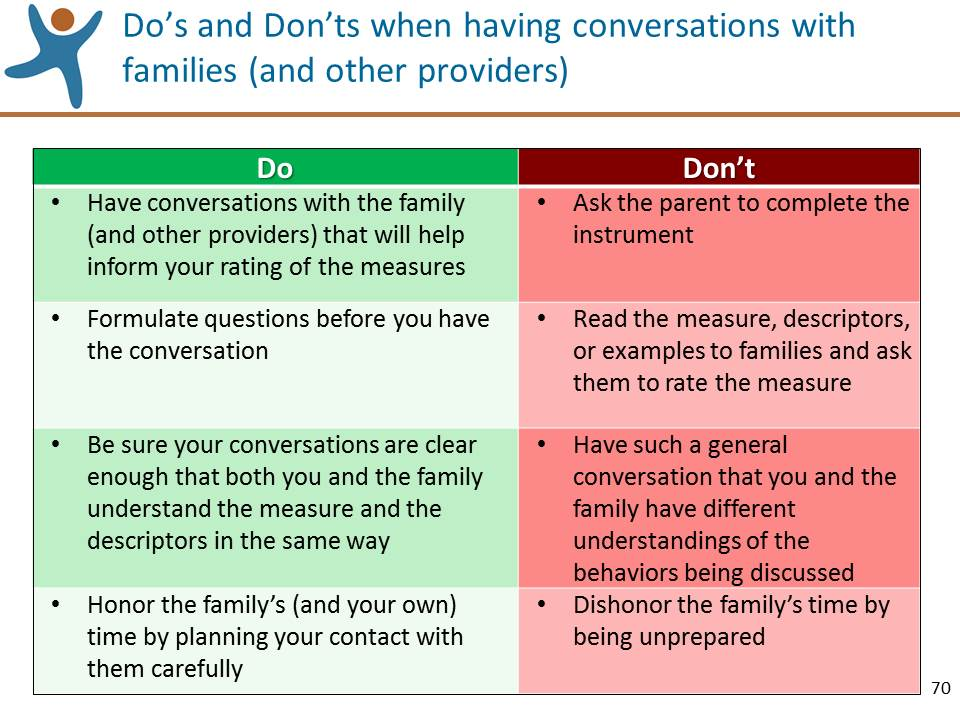 Do’s and Don’ts when having conversations with
families (and other providers)
Do
Don’t
• Have conversations with the family
(and other providers) that will help
inform your rating of the measures
• Ask the parent to complete the
instrument
• Formulate questions before you have
the conversation
• Read the measure, descriptors,
or examples to families and ask
them to rate the measure
• Be sure your conversations are clear
enough that both you and the family
understand the measure and the
descriptors in the same way
• Have such a general
conversation that you and the
family have different
understandings of the
behaviors being discussed
• Honor the family’s (and your own)
time by planning your contact with
them carefully
• Dishonor the family’s time by
being unprepared
70